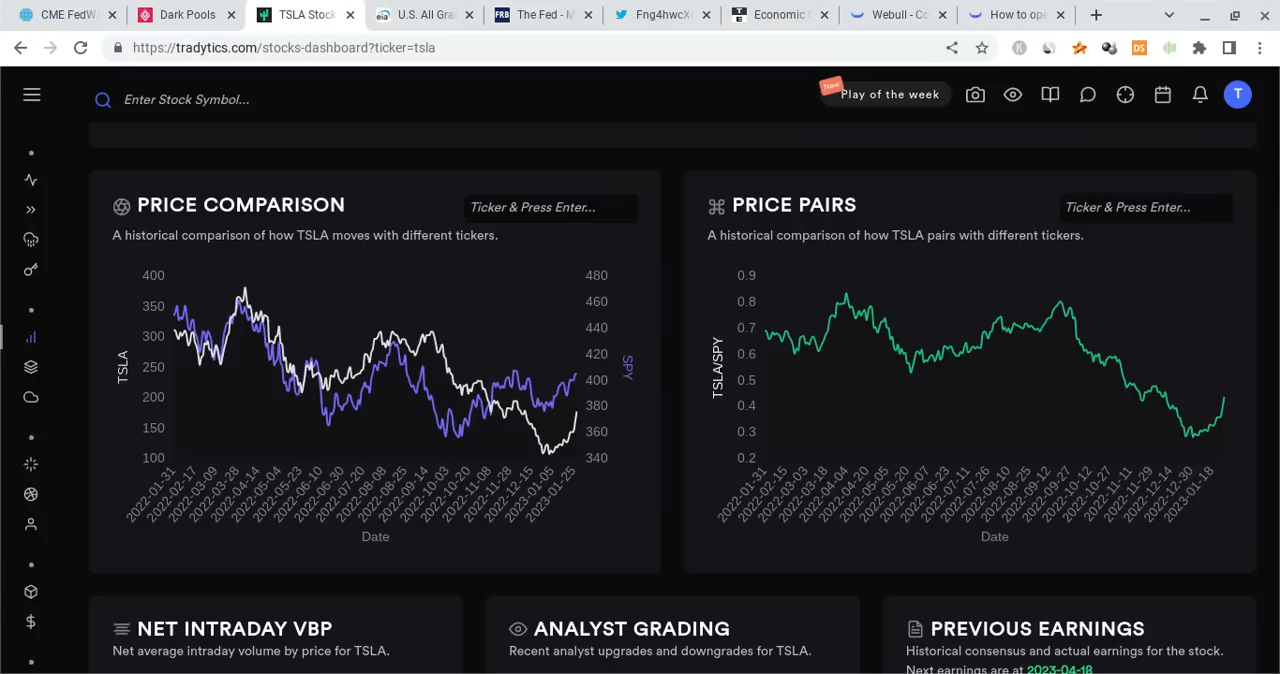 CME FedW
Dark Pools
TSLA Stock
U.S. All Gra
The Fed - M
Fng4hwcX
Economic
Webull - Co
How to ope
https://tradytics.com/stocks-dashboard?ticker=tsla
Enter Stock Symbol...
New
Play of the week
T
PRICE COMPARISON
Ticker & Press Enter...
A historical comparison of how TSLA moves with different tickers.
400
350
300
250
200
150
100
TSLA
480
460
440
420
400
380
360
340
SPY
2022-01-31
2022-02-17
2022-03-09
2022-03-28
2022-04-14
2022-05-04
2022-05-23
2022-06-10
2022-06-30
2022-07-20
2022-08-08
2022-08-25
2022-09-14
2022-10-03
2022-10-20
2022-11-08
2022-11-28
2022-12-15
2023-01-05
2023-01-25
Date
PRICE PAIRS
Ticker & Press Enter...
A historical comparison of how TSLA pairs with different tickers.
0.9
0.8
0.7
0.6
0.5
0.4
0.3
0.2
TSLA/SPY
2022-01-31
2022-02-15
2022-03-03
2022-03-18
2022-04-04
2022-04-20
2022-05-05
2022-05-20
2022-06-07
2022-06-23
2022-07-11
2022-07-26
2022-08-10
2022-08-25
2022-09-12
2022-09-27
2022-10-12
2022-10-27
2022-11-11
2022-11-29
2022-12-14
2022-12-30
2023-01-18
Date
NET INTRADAY VBP
Net average intraday volume by price for TSLA.
ANALYST GRADING
Recent analyst upgrades and downgrades for TSLA.
PREVIOUS EARNINGS
Historical consensus and actual earnings for the stock.
Next earnings are at 2023-04-18